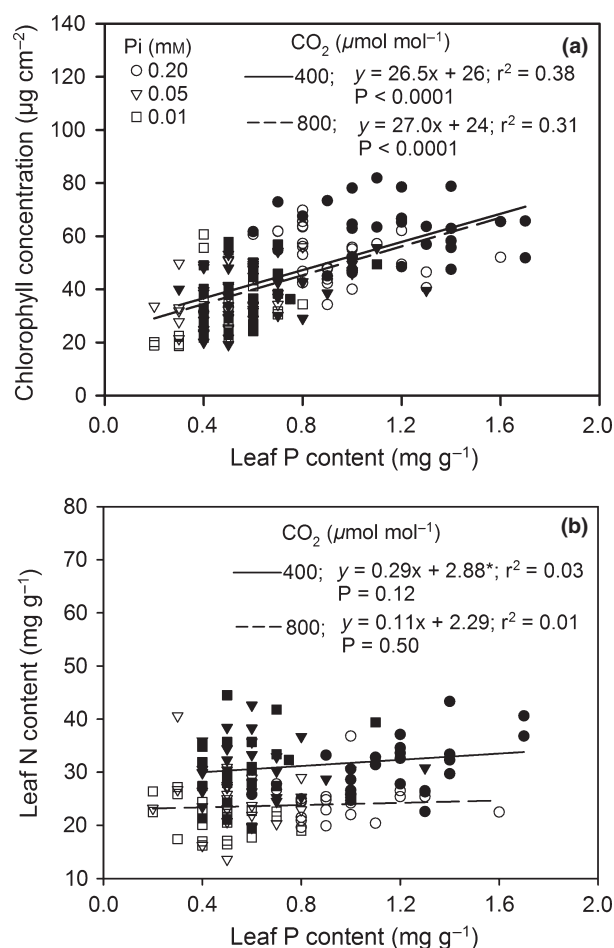 Chlorophyll concentration (µg cm⁻²)
140
120
100
80
60
40
20
0
Pi (mM)
0.20
0.05
0.01
CO₂ (µmol mol⁻¹)
(a)
400; y = 26.5x + 26; r² = 0.38
P < 0.0001
800; y = 27.0x + 24; r² = 0.31
P < 0.0001
0.0 0.4 0.8 1.2 1.6 2.0
Leaf P content (mg g⁻¹)
Leaf N content (mg g⁻¹)
80
70
60
50
40
30
20
10
CO₂ (µmol mol⁻¹)
(b)
400; y = 0.29x + 2.88*; r² = 0.03
P = 0.12
800; y = 0.11x + 2.29; r² = 0.01
P = 0.50
0.0 0.4 0.8 1.2 1.6 2.0
Leaf P content (mg g⁻¹)